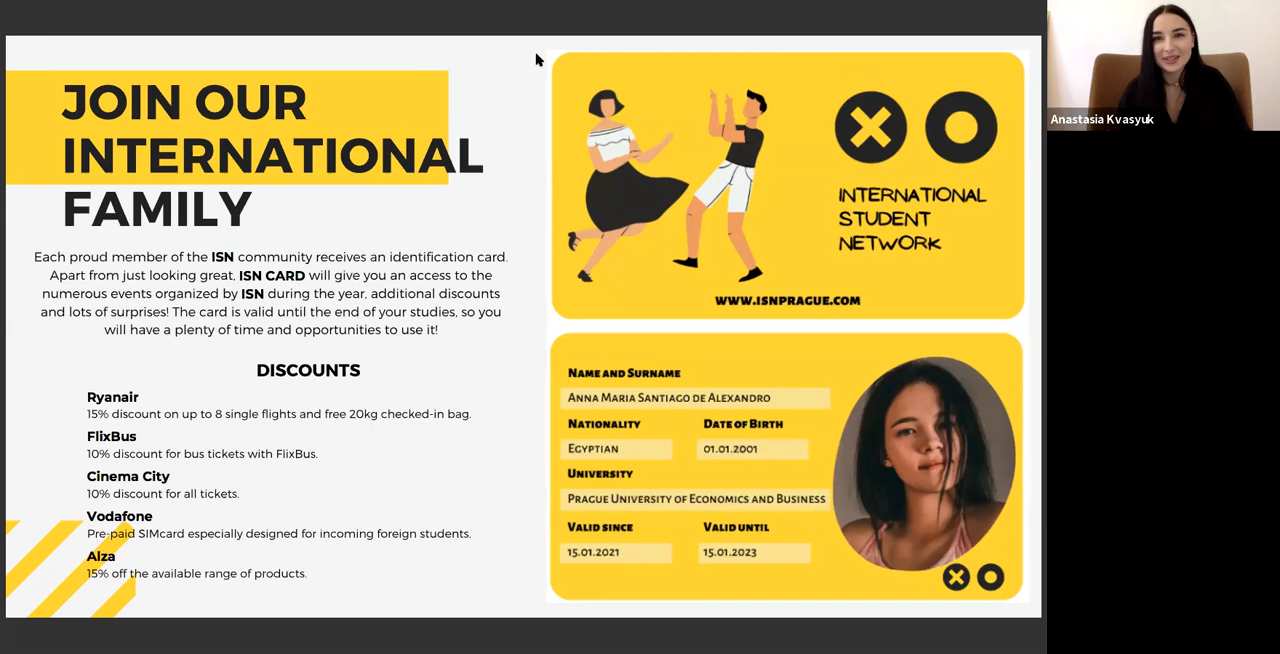 JOIN OUR
INTERNATIONAL
FAMILY
Each proud member of the ISN community receives an identification card.
Apart from just looking great, ISN CARD will give you an access to the
numerous events organized by ISN during the year, additional discounts
and lots of surprises! The card is valid until the end of your studies, so you
will have a plenty of time and opportunities to use it!
DISCOUNTS
Ryanair
15% discount on up to 8 single flights and free 20kg checked-in bag.
FlixBus
10% discount for bus tickets with FlixBus.
Cinema City
10% discount for all tickets.
Vodafone
Pre-paid SIMcard especially designed for incoming foreign students.
Alza
15% off the available range of products.
INTERNATIONAL
STUDENT
NETWORK
WWW.ISNPRAGUE.COM
NAME AND SURNAME
ANNA MARIA SANTIAGO DE ALEXANDRO
NATIONALITY DATE OF BIRTH
EGYPTIAN 01.01.2001
UNIVERSITY
PRAGUE UNIVERSITY OF ECONOMICS AND BUSINESS
VALID SINCE VALID UNTIL
15.01.2021 15.01.2023
Anastasia Kvasyuk